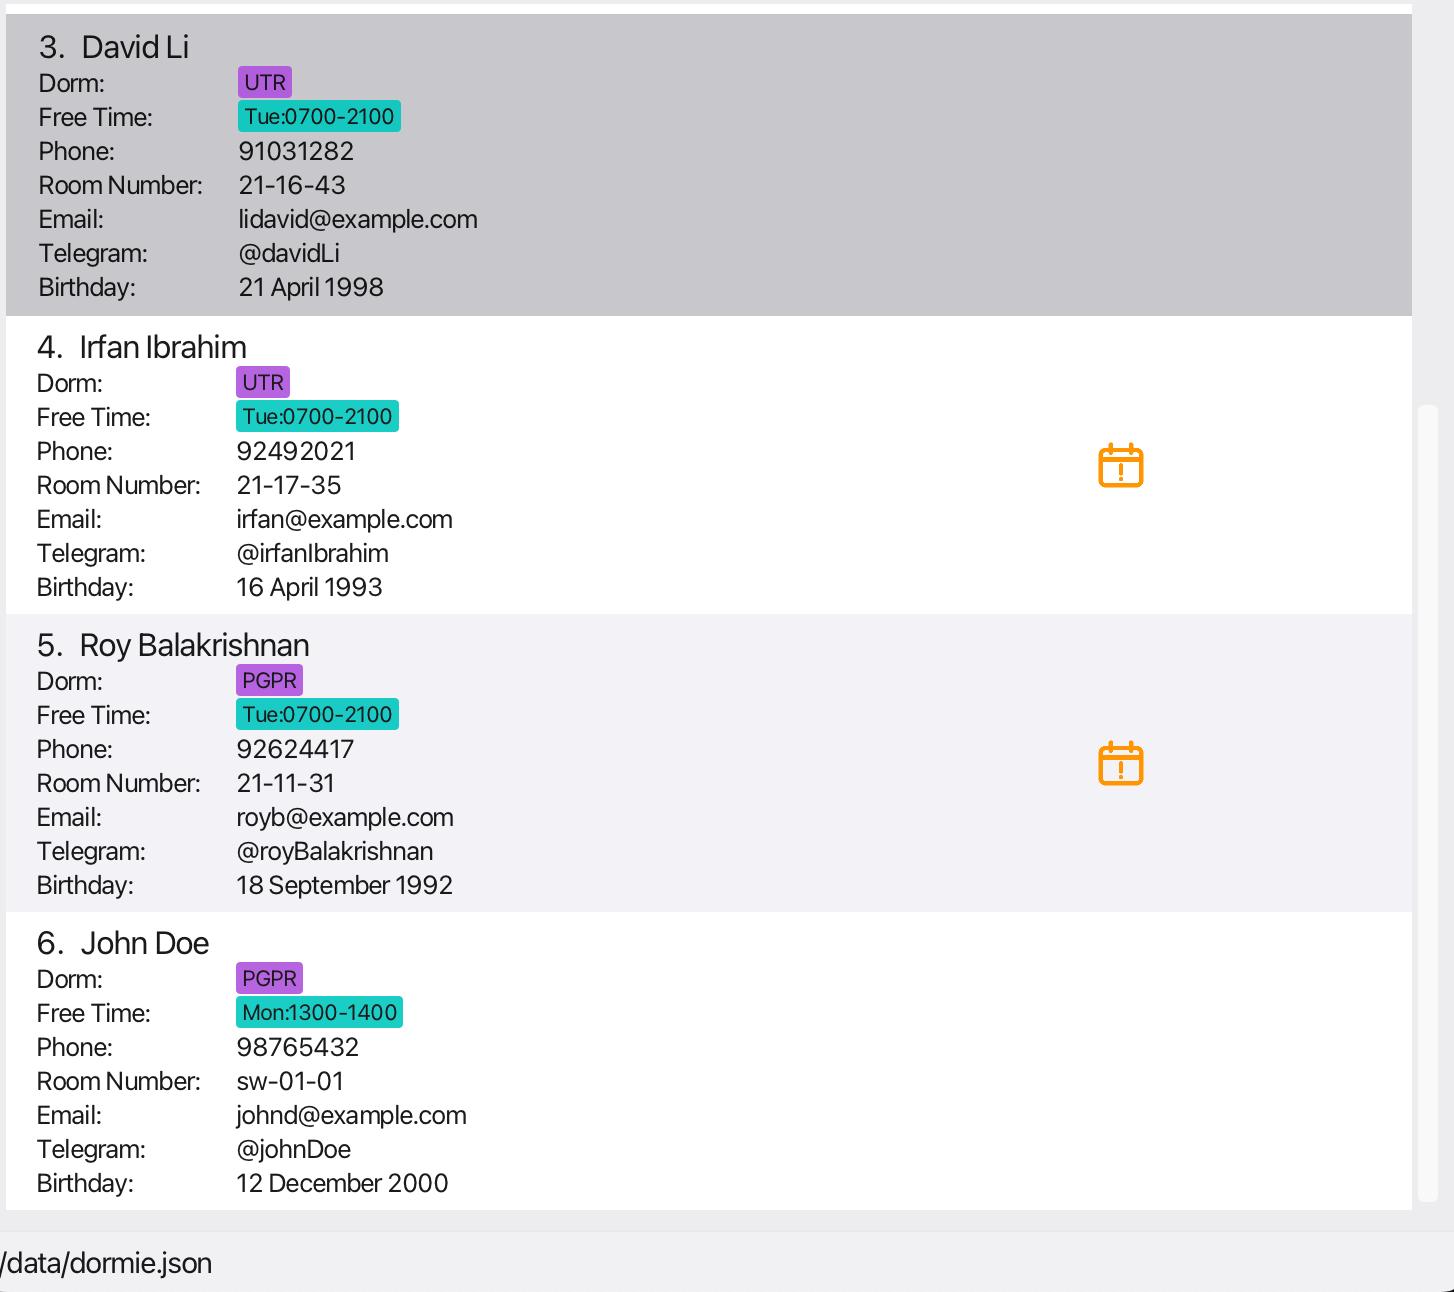 3. David Li
Dorm: UTR
Free Time: Tue:0700-2100
Phone: 91031282
Room Number: 21-16-43
Email: lidavid@example.com
Telegram: @davidLi
Birthday: 21 April 1998
4. Irfan Ibrahim
Dorm: UTR
Free Time: Tue:0700-2100
Phone: 92492021
Room Number: 21-17-35
Email: irfan@example.com
Telegram: @irfanIbrahim
Birthday: 16 April 1993
5. Roy Balakrishnan
Dorm: PGPR
Free Time: Tue:0700-2100
Phone: 92624417
Room Number: 21-11-31
Email: royb@example.com
Telegram: @royBalakrishnan
Birthday: 18 September 1992
6. John Doe
Dorm: PGPR
Free Time: Mon:1300-1400
Phone: 98765432
Room Number: sw-01-01
Email: johnd@example.com
Telegram: @johnDoe
Birthday: 12 December 2000
/data/dormie.json